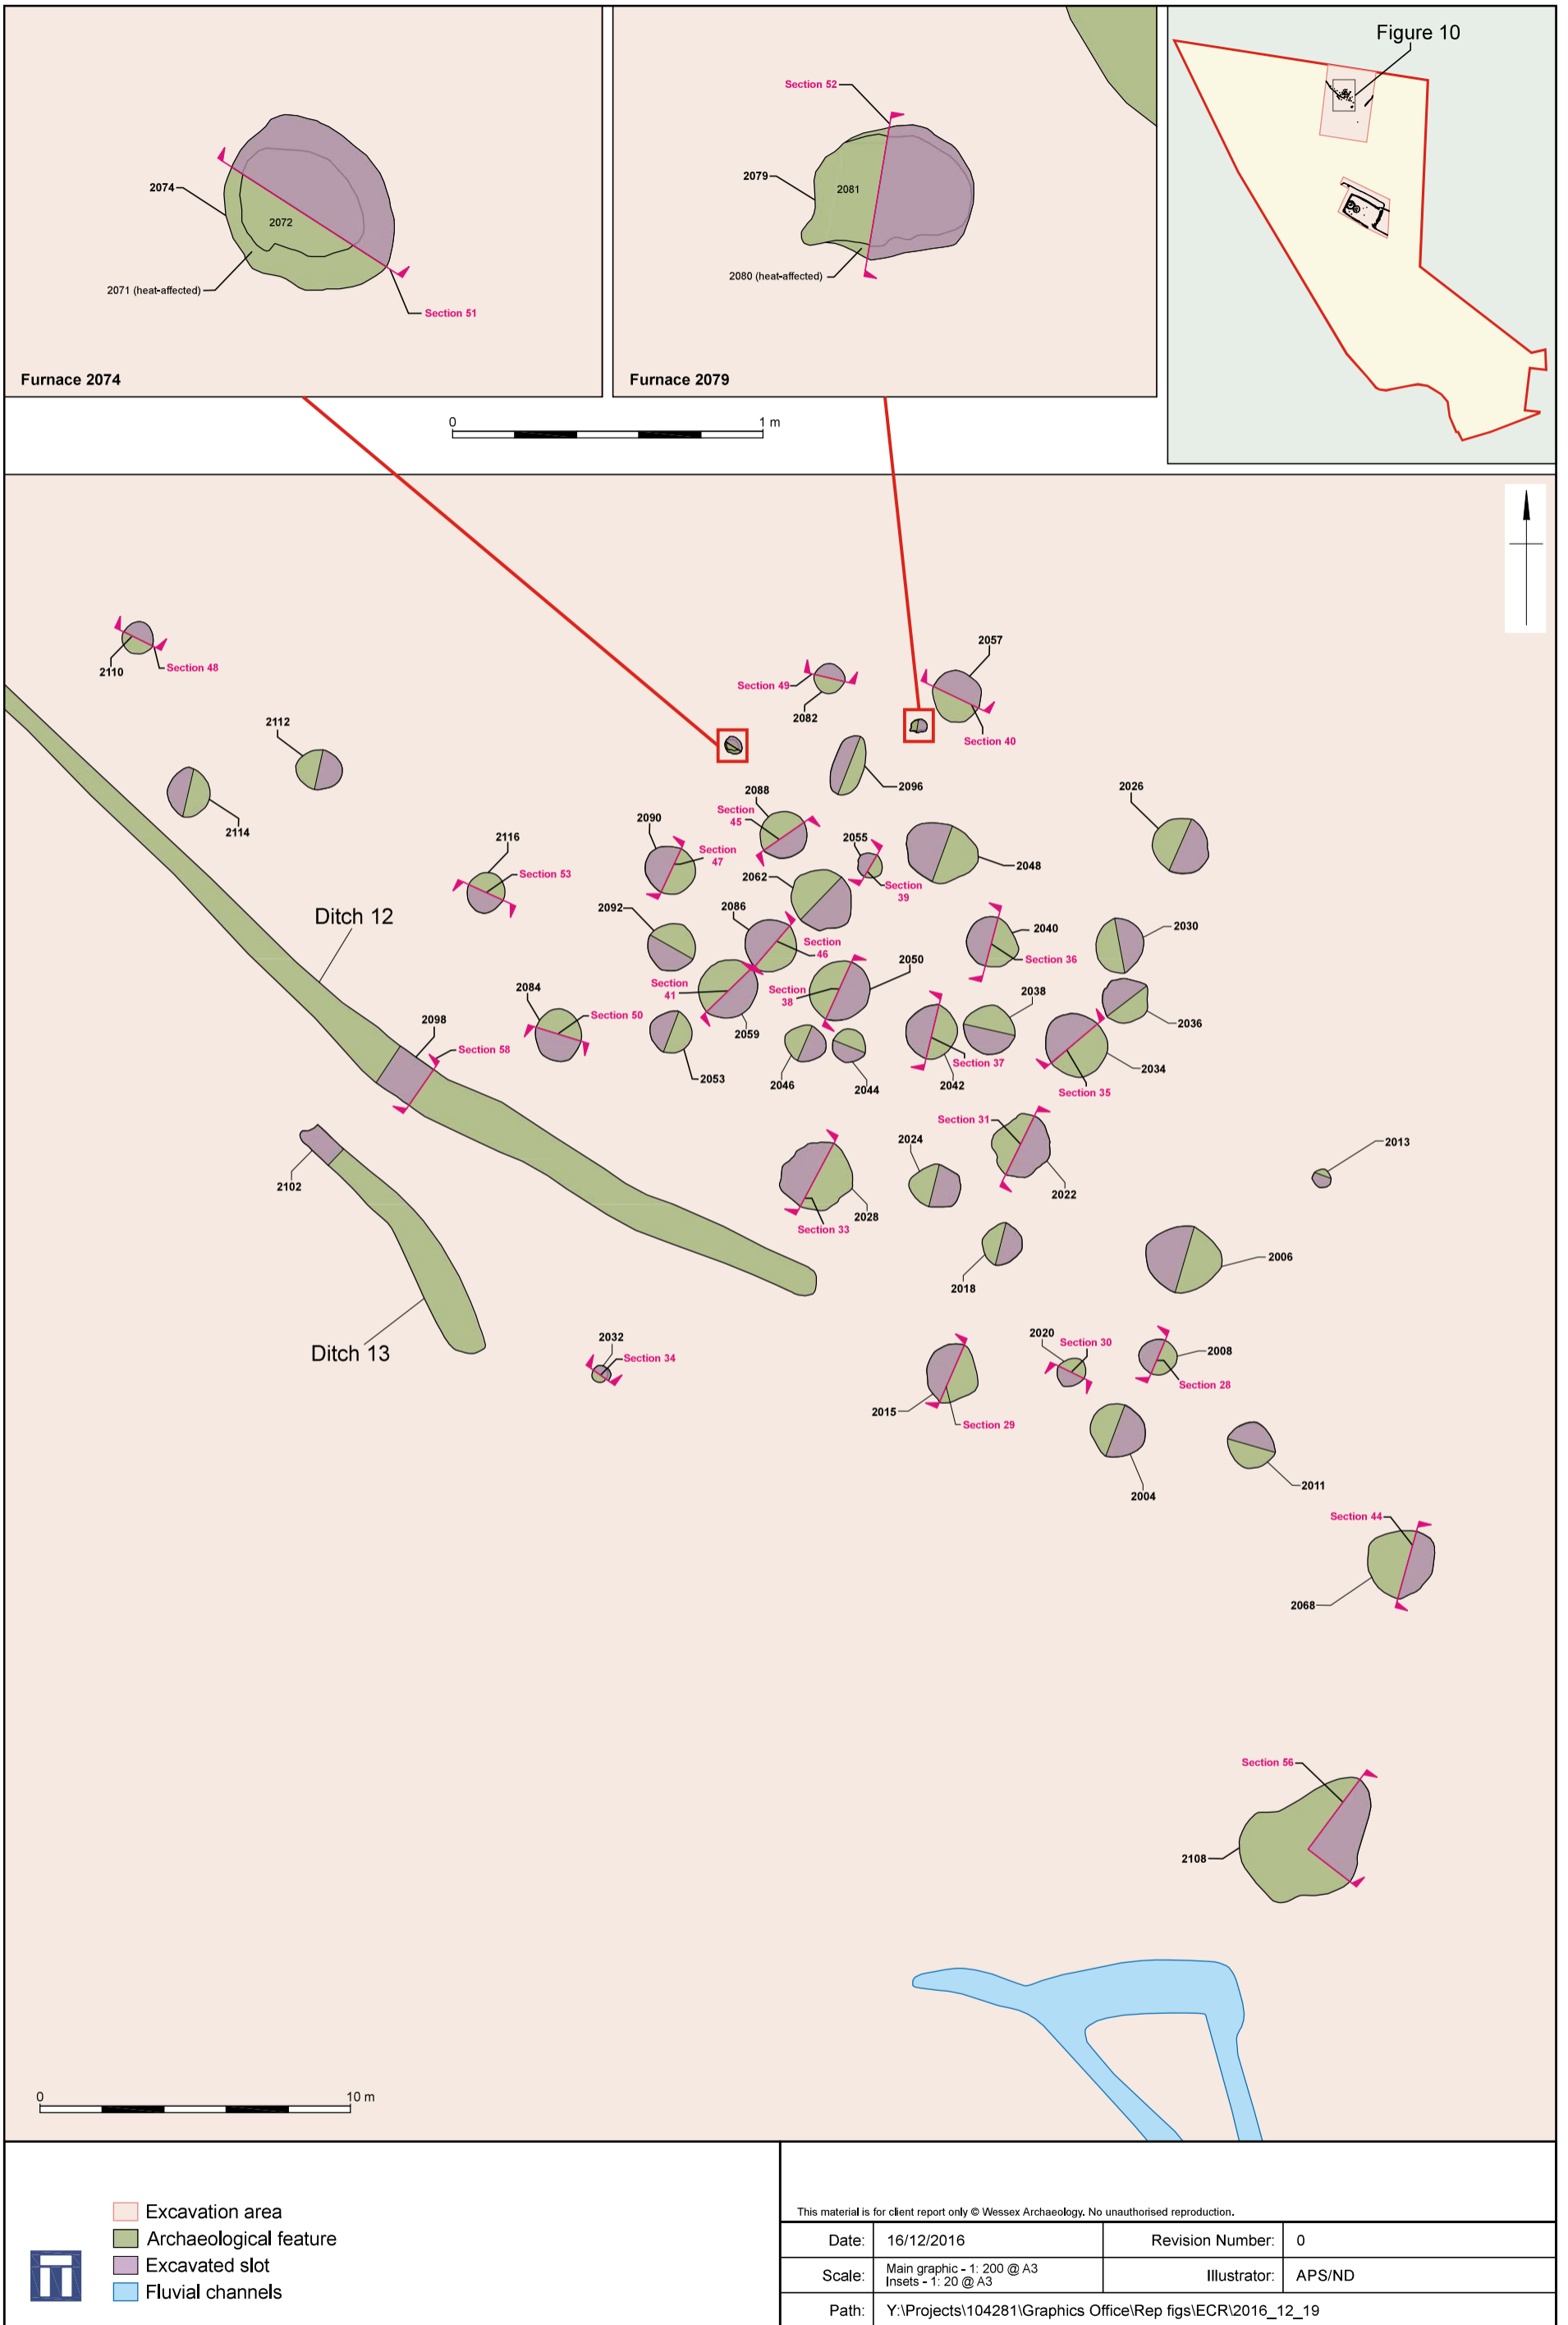 Figure 10
Section 52
2079
2081
2080 (heat-affected)
Furnace 2079
2074
2072
2071 (heat-affected)
Section 51
Furnace 2074
0
1 m
2110
Section 48
2112
2114
2057
Section 49
2082
Section 40
2096
2026
2088
Section
45
2090
Section
47
2055
Section
39
2048
2116
Section 53
2062
2092
2086
Section
46
2040
Section 36
2030
Ditch 12
Section
41
2059
Section
38
2050
2038
2036
2084
Section 50
2098
Section 58
2053
2046
2044
2042
Section 37
2034
Section 35
2102
Section 31
2024
2022
2013
2028
Section 33
2018
2006
Ditch 13
2032
Section 34
2020
Section 30
2008
Section 28
2015
Section 29
2004
2011
Section 44
2068
Section 56
2108
0
10 m
Excavation area
Archaeological feature
Excavated slot
Fluvial channels
This material is for client report only © Wessex Archaeology. No unauthorised reproduction.
Date:
16/12/2016
Revision Number:
0
Scale:
Main graphic - 1: 200 @ A3
Insets - 1: 20 @ A3
Illustrator:
APS/ND
Path:
Y:\Projects\104281\Graphics Office\Rep figs\ECR\2016_12_19